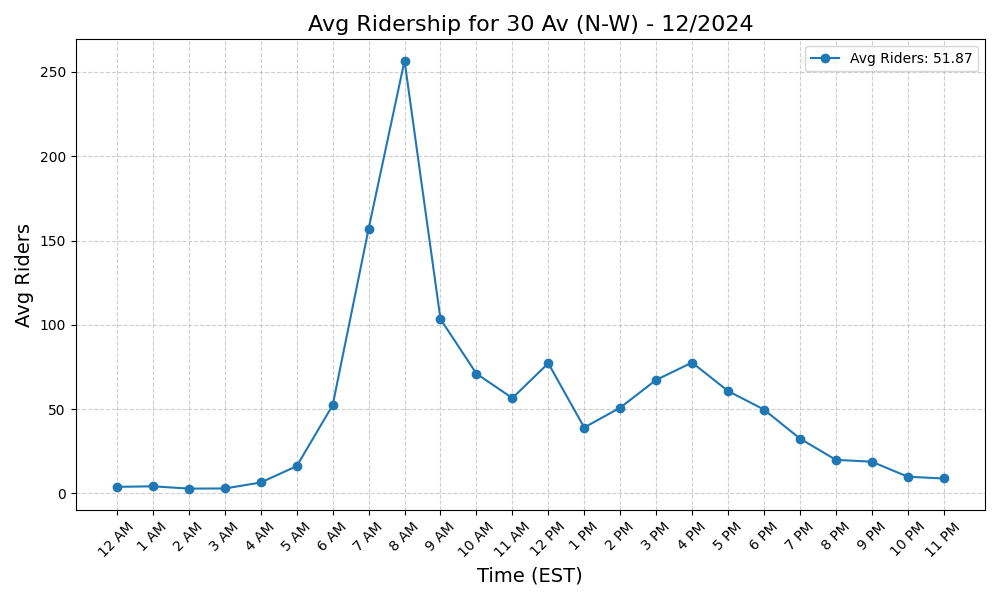 Avg Ridership for 30 Av (N-W) - 12/2024
Avg Riders: 51.87
Avg Riders
250
200
150
100
50
0
12 AM
1 AM
2 AM
3 AM
4 AM
5 AM
6 AM
7 AM
8 AM
9 AM
10 AM
11 AM
12 PM
1 PM
2 PM
3 PM
4 PM
5 PM
6 PM
7 PM
8 PM
9 PM
10 PM
11 PM
Time (EST)